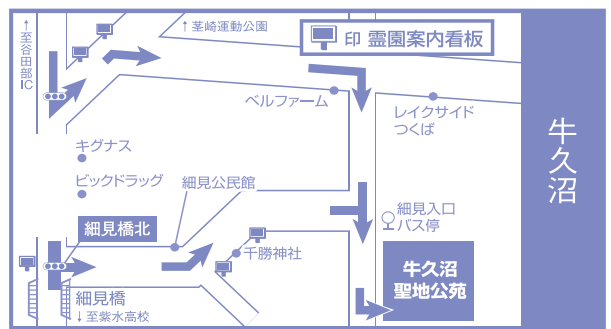 ↑至谷田部IC
↑茎崎運動公園
印 霊園案内看板
ベルファーム
レイクサイド
つくば
牛久沼
キグナス
ビックドラッグ
細見公民館
細見入口
バス停
細見橋北
千勝神社
牛久沼
聖地公苑
細見橋
↓至紫水高校